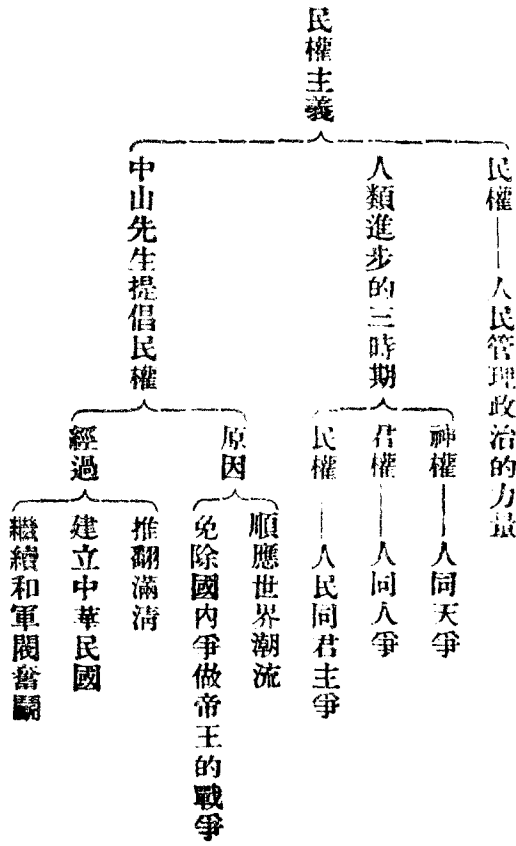 民權主義
民權——人民管理政治的力量
人類進步的三時期
神權——人同天爭
君權——人同人爭
民權——人民同君主爭
中山先生提倡民權
原因
順應世界潮流
免除國內爭做帝王的戰爭
經過
推翻滿淸
建立中華民國
繼續和軍閥奮鬭